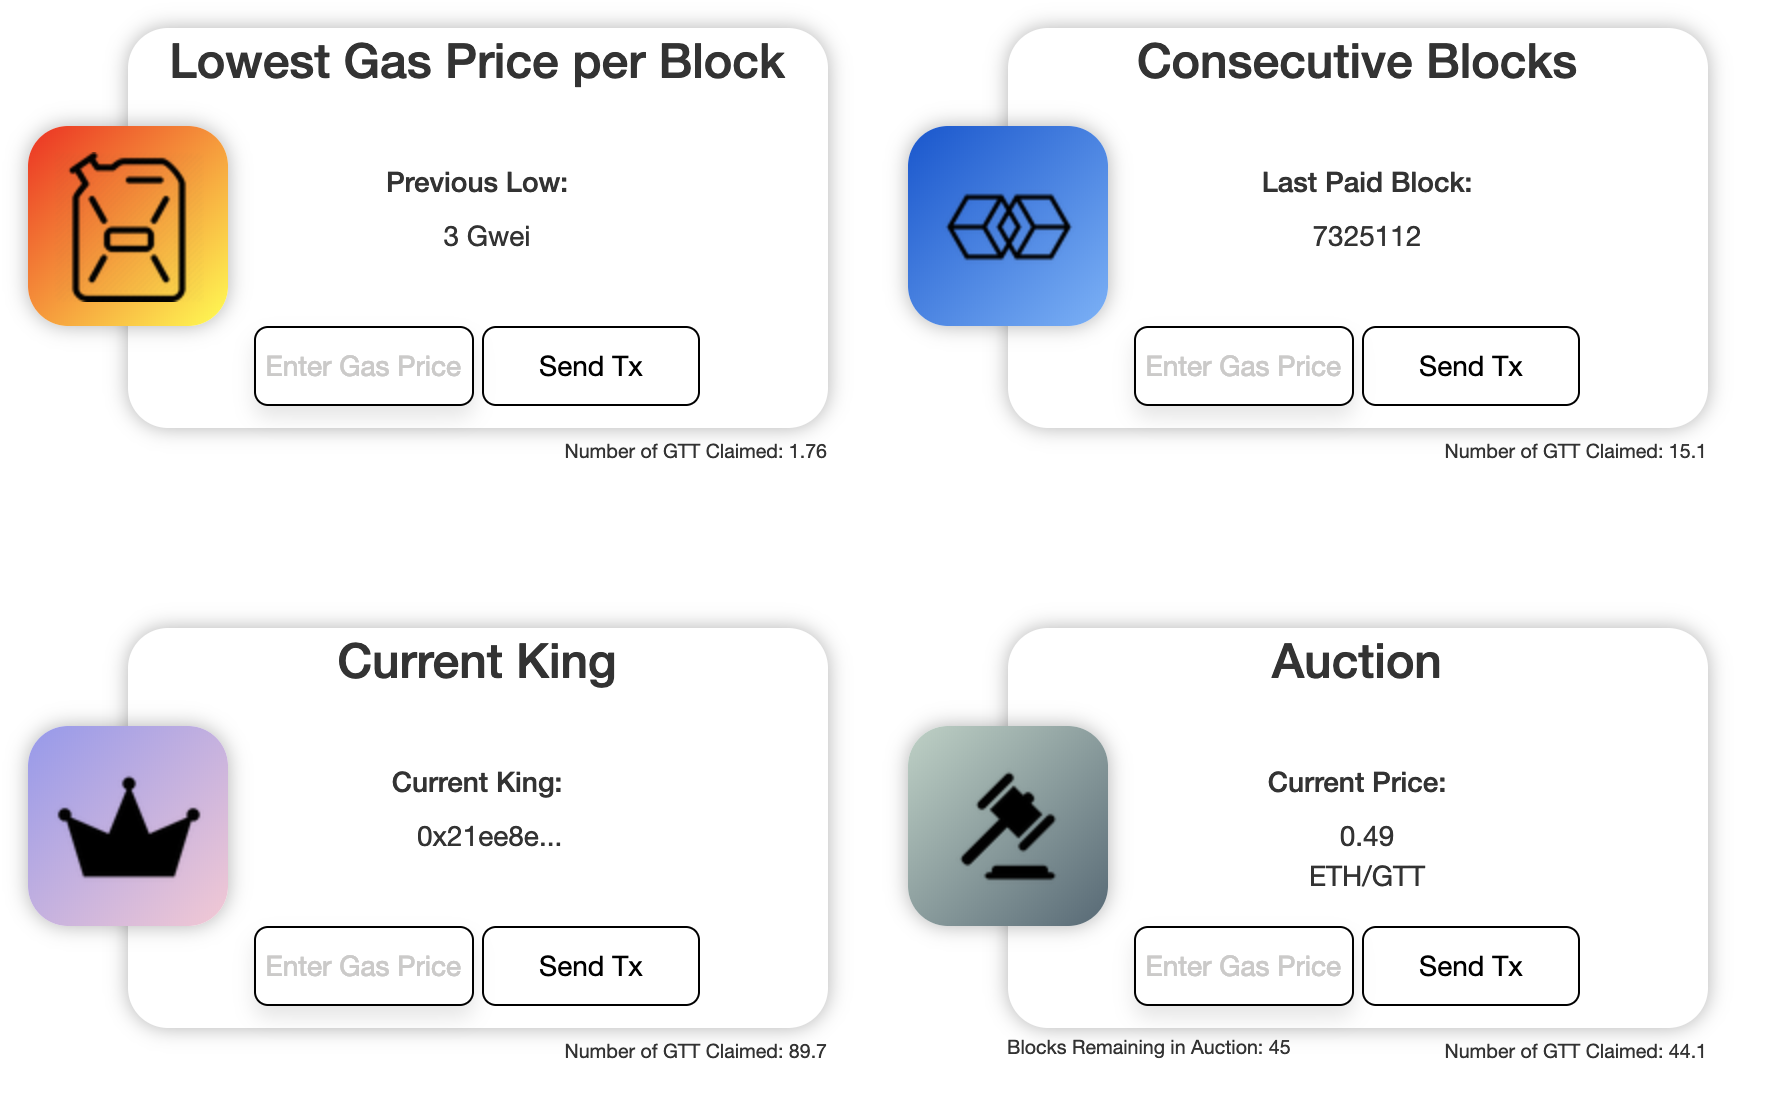 Lowest Gas Price per Block
Previous Low:
3 Gwei
Enter Gas Price
Send Tx
Number of GTT Claimed: 1.76
Consecutive Blocks
Last Paid Block:
7325112
Enter Gas Price
Send Tx
Number of GTT Claimed: 15.1
Current King
Current King:
0x21ee8e...
Enter Gas Price
Send Tx
Number of GTT Claimed: 89.7
Auction
Current Price:
0.49
ETH/GTT
Enter Gas Price
Send Tx
Blocks Remaining in Auction: 45
Number of GTT Claimed: 44.1